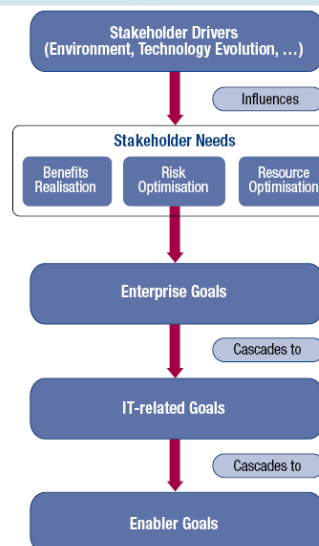 Stakeholder Drivers
(Environment, Technology Evolution, …)
Influences
Stakeholder Needs
Benefits
Realisation
Risk
Optimisation
Resource
Optimisation
Enterprise Goals
Cascades to
IT-related Goals
Cascades to
Enabler Goals